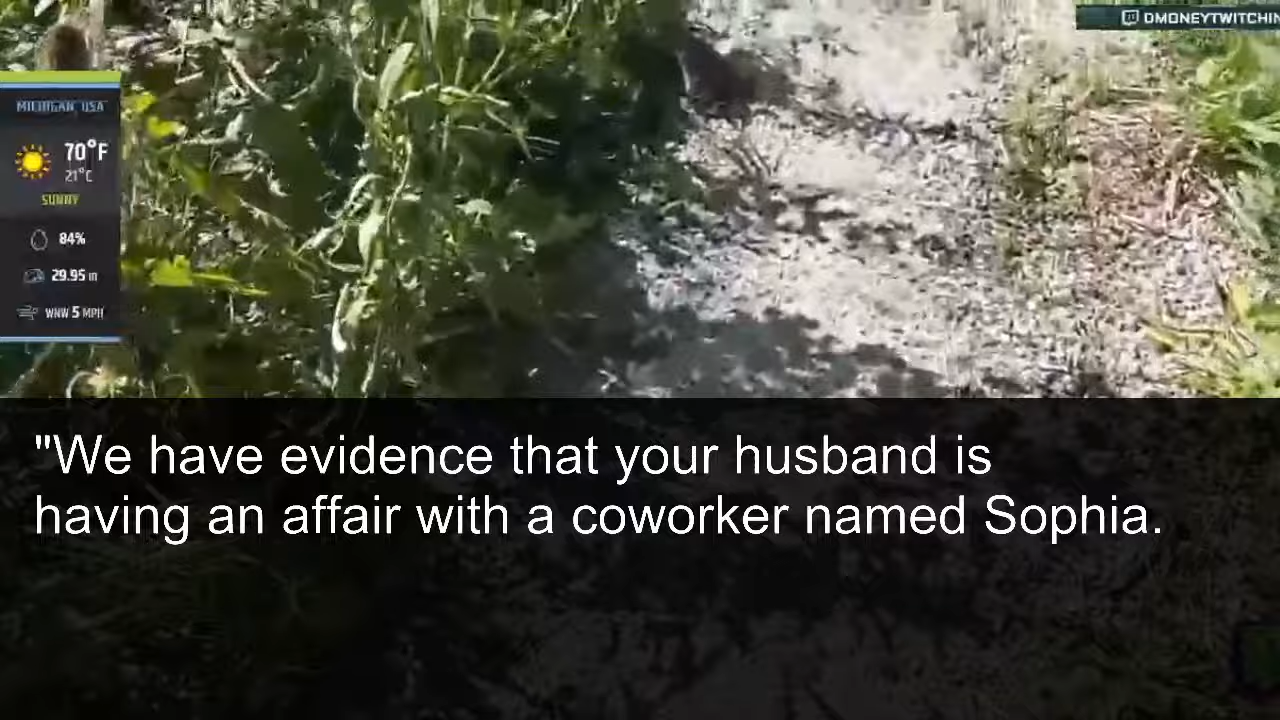 DMONEYTWITCHIN
MICHIGAN, USA
70°F
21°C
SUNNY
84%
29.95 in
WNW 5 MPH
"We have evidence that your husband is
having an affair with a coworker named Sophia.